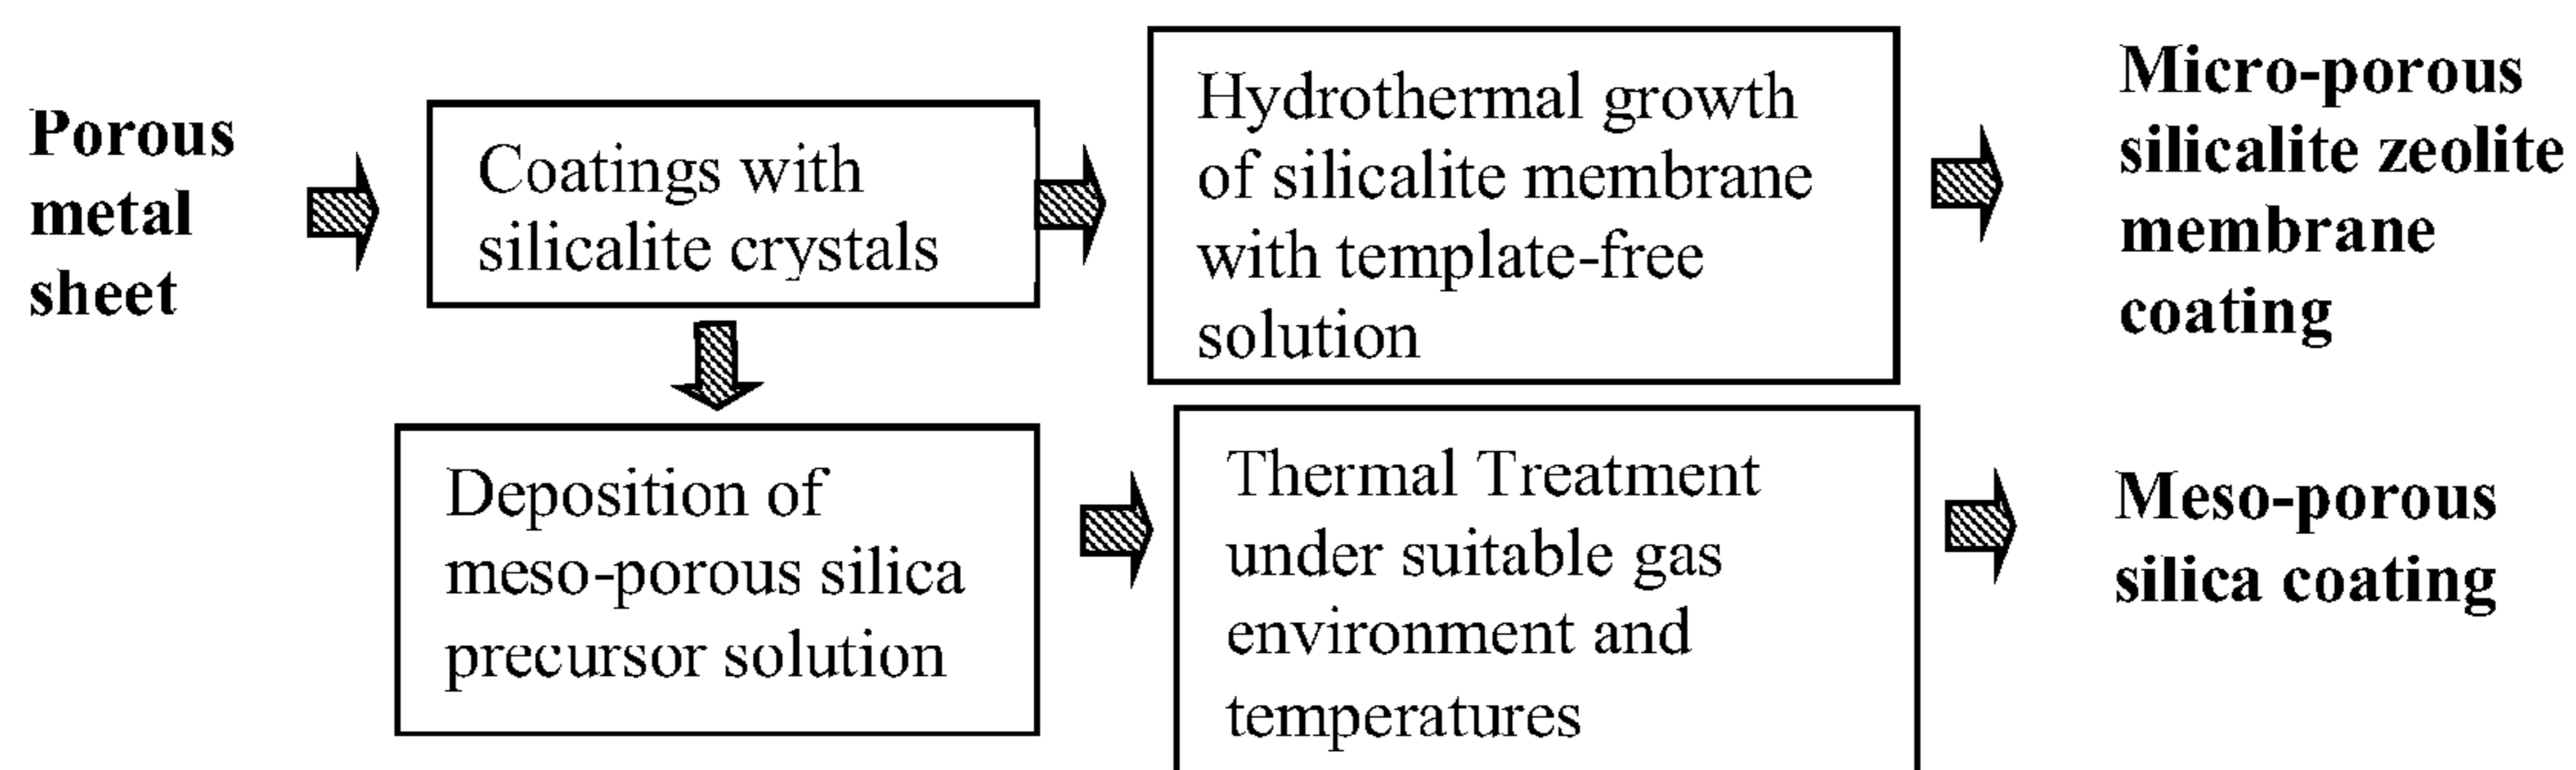 Porous
metal
sheet
Coatings with
silicalite crystals
Hydrothermal growth
of silicalite membrane
with template-free
solution
Micro-porous
silicalite zeolite
membrane
coating
Deposition of
meso-porous silica
precursor solution
Thermal Treatment
under suitable gas
environment and
temperatures
Meso-porous
silica coating